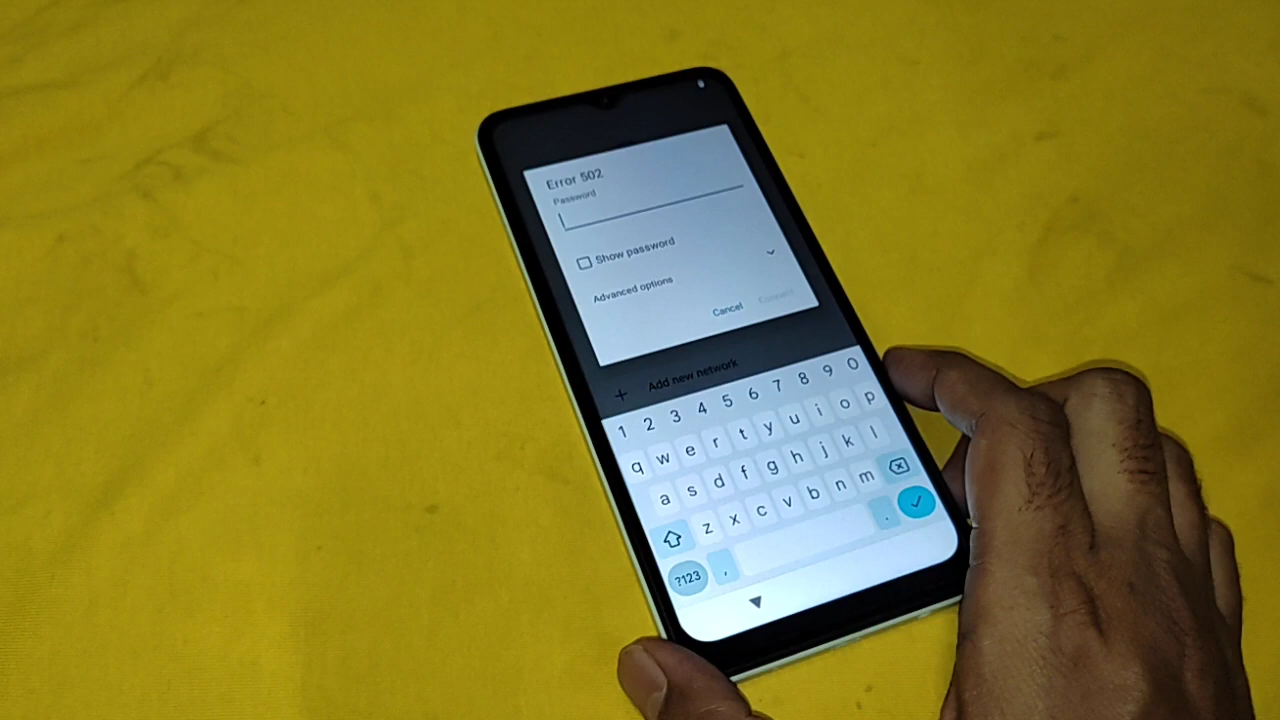 Error 502
Password
Show password
Advanced options
Cancel Connect
+ Add new network
1 2 3 4 5 6 7 8 9 0
q w e r t y u i o p
a s d f g h j k l
z x c v b n m
?123 , .